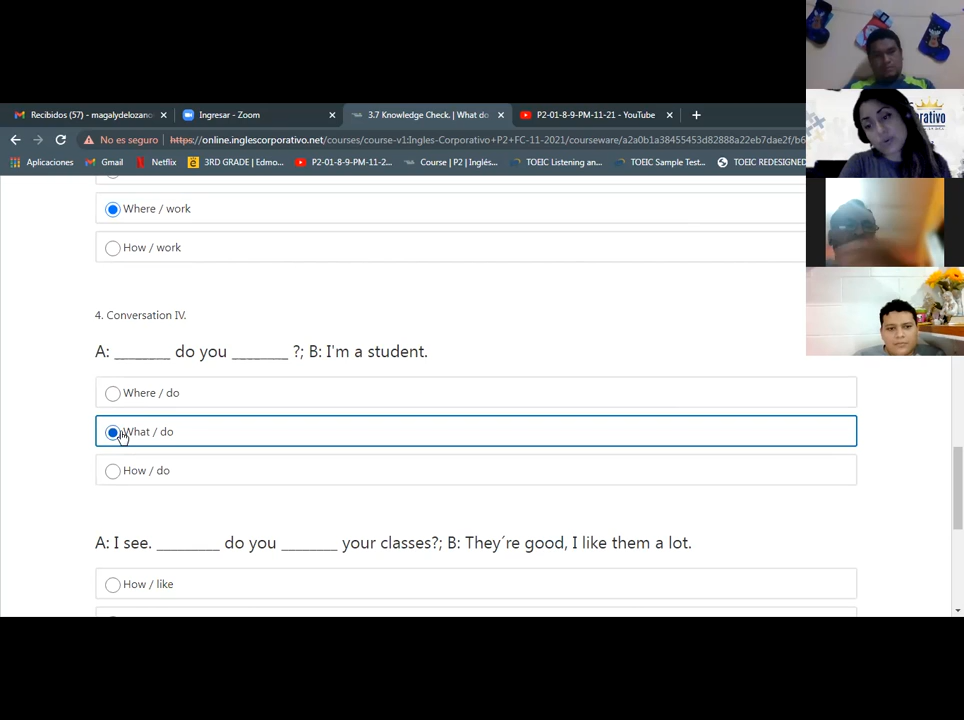 Recibidos (57) - magalydelozano
Ingresar - Zoom
3.7 Knowledge Check. | What do
P2-01-8-9-PM-11-21 - YouTube
No es seguro
https://online.inglescorporativo.net/courses/course-v1:Ingles-Corporativo+P2+FC-11-2021/courseware/a2a0b1a38455453d82888a22eb7dae2f/b6
Aplicaciones
Gmail
Netflix
3RD GRADE | Edmo...
P2-01-8-9-PM-11-2...
Course | P2 | Inglés...
TOEIC Listening an...
TOEIC Sample Test...
TOEIC REDESIGNED
orativo
Where / work
How / work
4. Conversation IV.
A: ________ do you ________ ?; B: I'm a student.
Where / do
What / do
How / do
A: I see. _________ do you ________ your classes?; B: They´re good, I like them a lot.
How / like